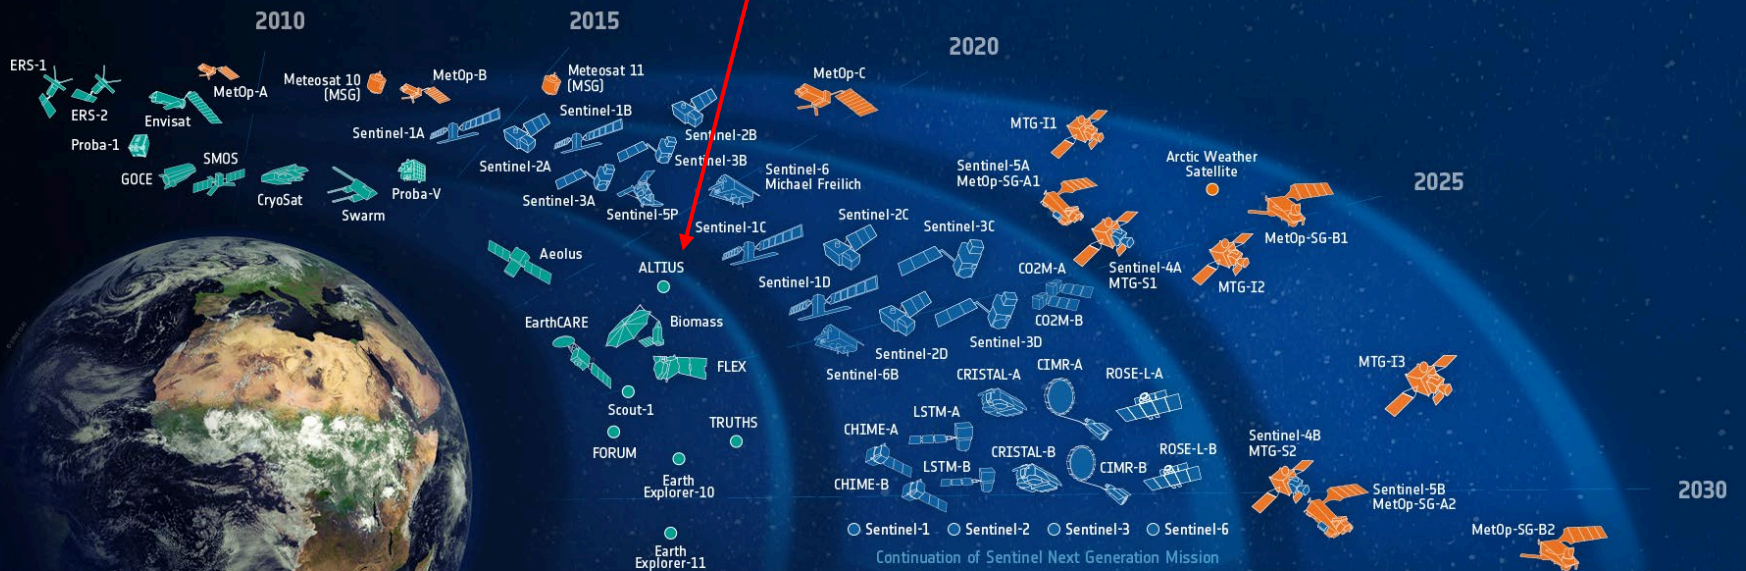 2010
2015
2020
2025
2030
ERS-1
ERS-2
MetOp-A
Envisat
Proba-1
GOCE
SMOS
CryoSat
Swarm
Proba-V
Meteosat 10
(MSG)
MetOp-B
Meteosat 11
(MSG)
MetOp-C
Sentinel-1A
Sentinel-1B
Sentinel-2A
Sentinel-2B
Sentinel-3A
Sentinel-3B
Sentinel-5P
Sentinel-6
Michael Freilich
MTG-I1
Sentinel-5A
MetOp-SG-A1
Arctic Weather
Satellite
MetOp-SG-B1
Sentinel-4A
MTG-S1
MTG-I2
Aeolus
ALTIUS
Sentinel-1C
Sentinel-2C
Sentinel-3C
Sentinel-1D
CO2M-A
CO2M-B
EarthCARE
Biomass
FLEX
Sentinel-6B
Sentinel-2D
Sentinel-3D
Scout-1
FORUM
TRUTHS
Earth
Explorer-10
Earth
Explorer-11
CRISTAL-A
CIMR-A
ROSE-L-A
LSTM-A
CHIME-A
CRISTAL-B
CIMR-B
ROSE-L-B
LSTM-B
CHIME-B
MTG-I3
Sentinel-4B
MTG-S2
Sentinel-5B
MetOp-SG-A2
MetOp-SG-B2
Sentinel-1
Sentinel-2
Sentinel-3
Sentinel-6
Continuation of Sentinel Next Generation Mission